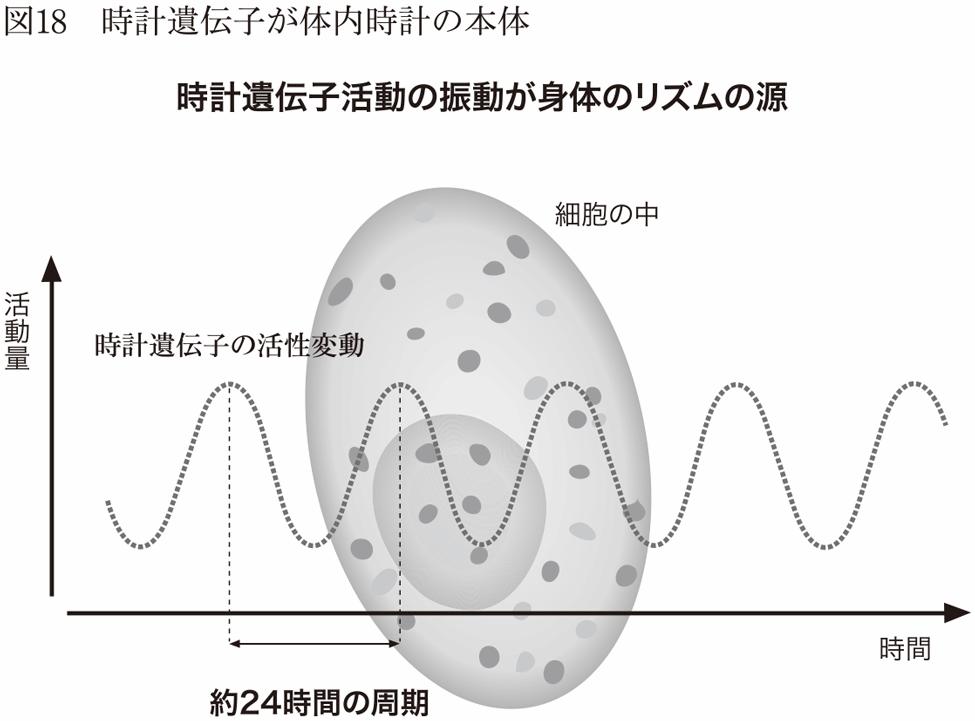 図18　時計遺伝子が体内時計の本体
時計遺伝子活動の振動が身体のリズムの源
細胞の中
活動量
時計遺伝子の活性変動
時間
約24時間の周期